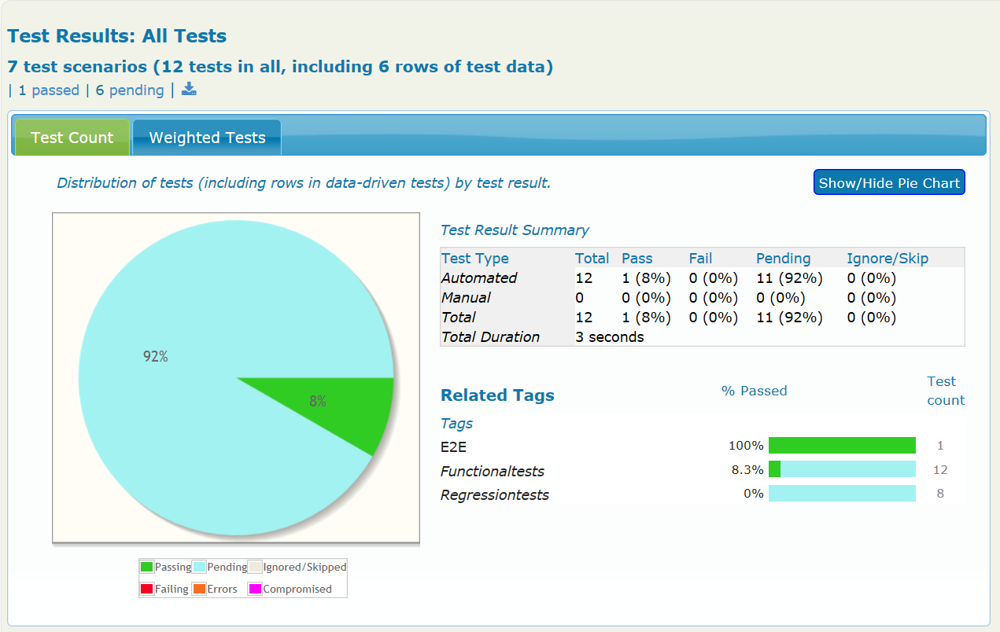 Test Results: All Tests
7 test scenarios (12 tests in all, including 6 rows of test data)
| 1 passed | 6 pending |
Test Count Weighted Tests
Distribution of tests (including rows in data-driven tests) by test result.
Show/Hide Pie Chart
92%
8%
Passing Pending Ignored/Skipped
Failing Errors Compromised
Test Result Summary
Test Type Total Pass Fail Pending Ignore/Skip
Automated 12 1 (8%) 0 (0%) 11 (92%) 0 (0%)
Manual 0 0 (0%) 0 (0%) 0 (0%) 0 (0%)
Total 12 1 (8%) 0 (0%) 11 (92%) 0 (0%)
Total Duration 3 seconds
Related Tags % Passed Test count
Tags
E2E 100% 1
Functionaltests 8.3% 12
Regressiontests 0% 8